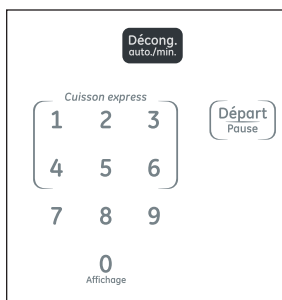 Décong.
auto./min.
Cuisson express
1 2 3
Départ
Pause
4 5 6
7 8 9
0
Affichage